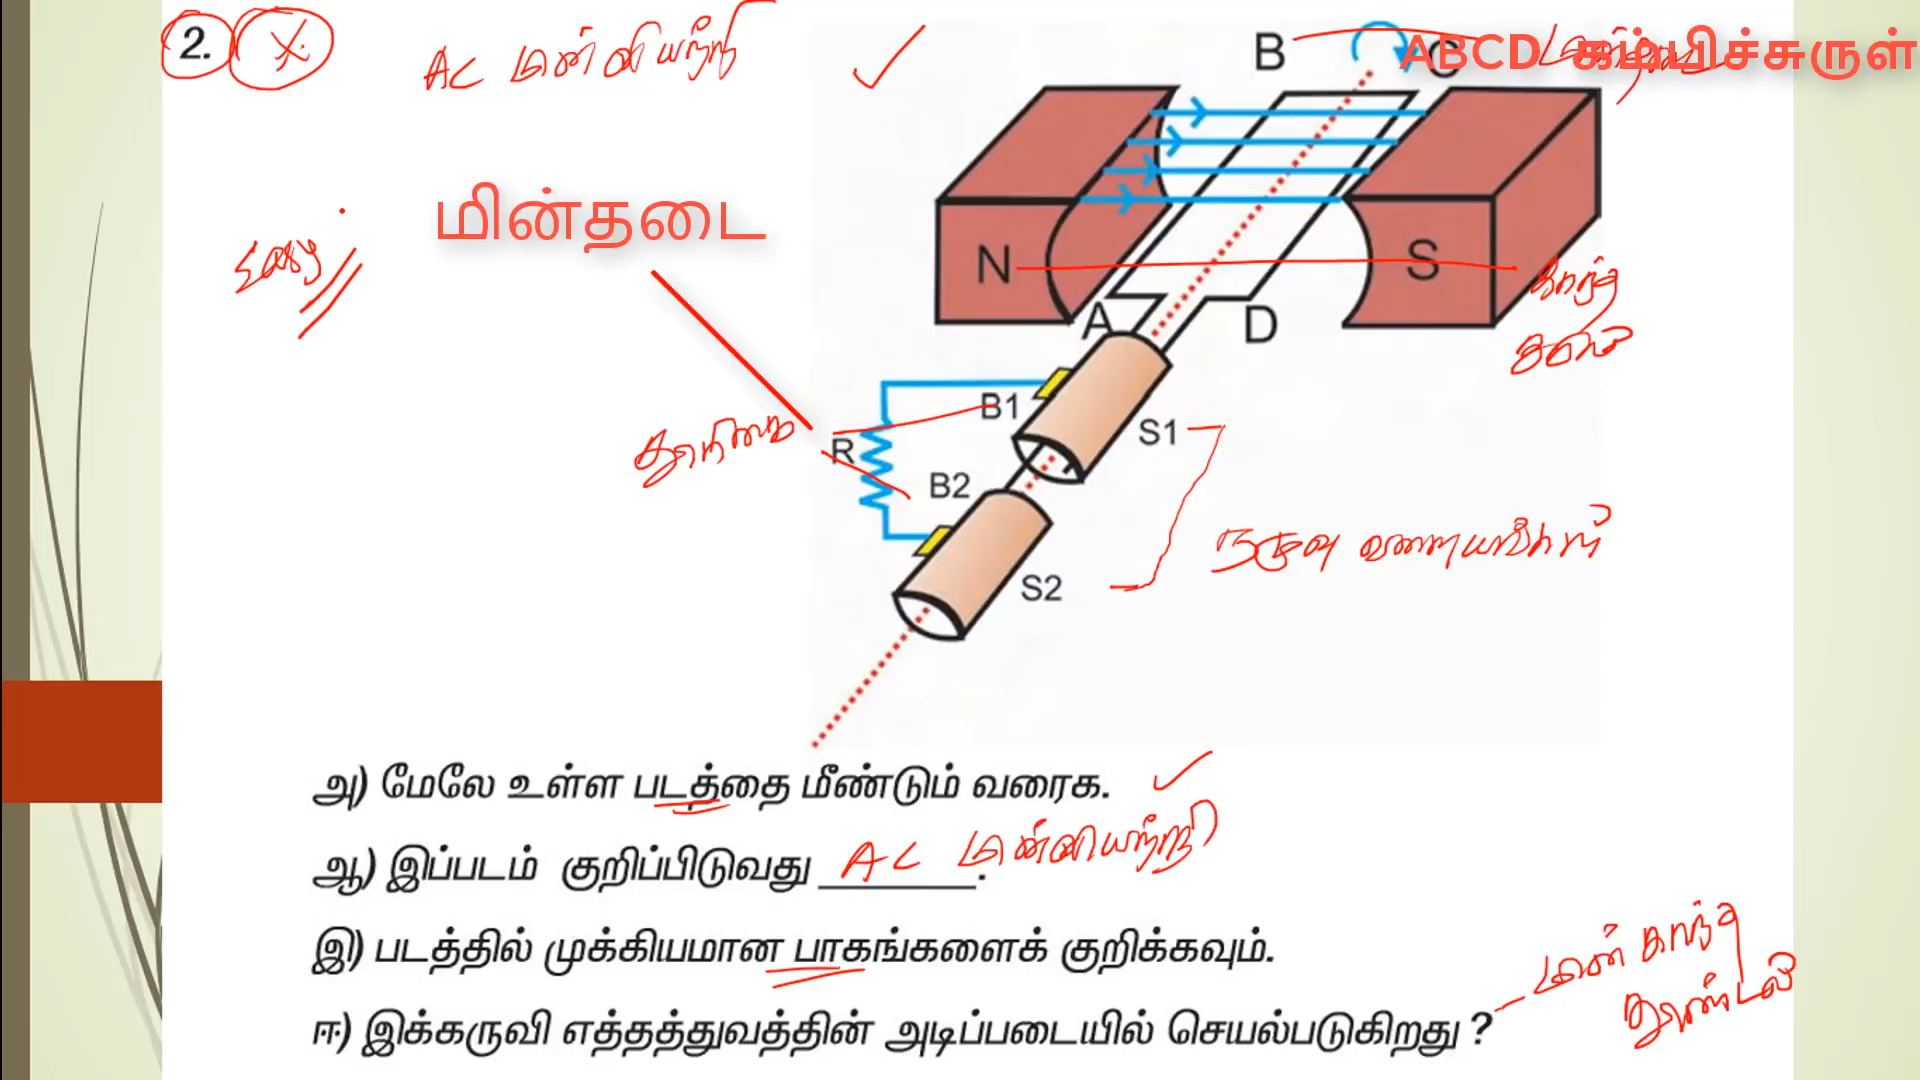 2.
AC மின்னியற்றி
B
C
ABCD கம்பிச்சுருள்
மின்தடை
Easy
N
S
காந்த
A
D
B1
S1
தூரிகை
R
B2
நழுவு வளையங்கள்
S2
அ) மேலே உள்ள படத்தை மீண்டும் வரைக.
ஆ) இப்படம் குறிப்பிடுவது ________. AC மின்னியற்றி
இ) படத்தில் முக்கியமான பாகங்களைக் குறிக்கவும்.
ஈ) இக்கருவி எத்தத்துவத்தின் அடிப்படையில் செயல்படுகிறது ?
மின் காந்த
தூண்டல்